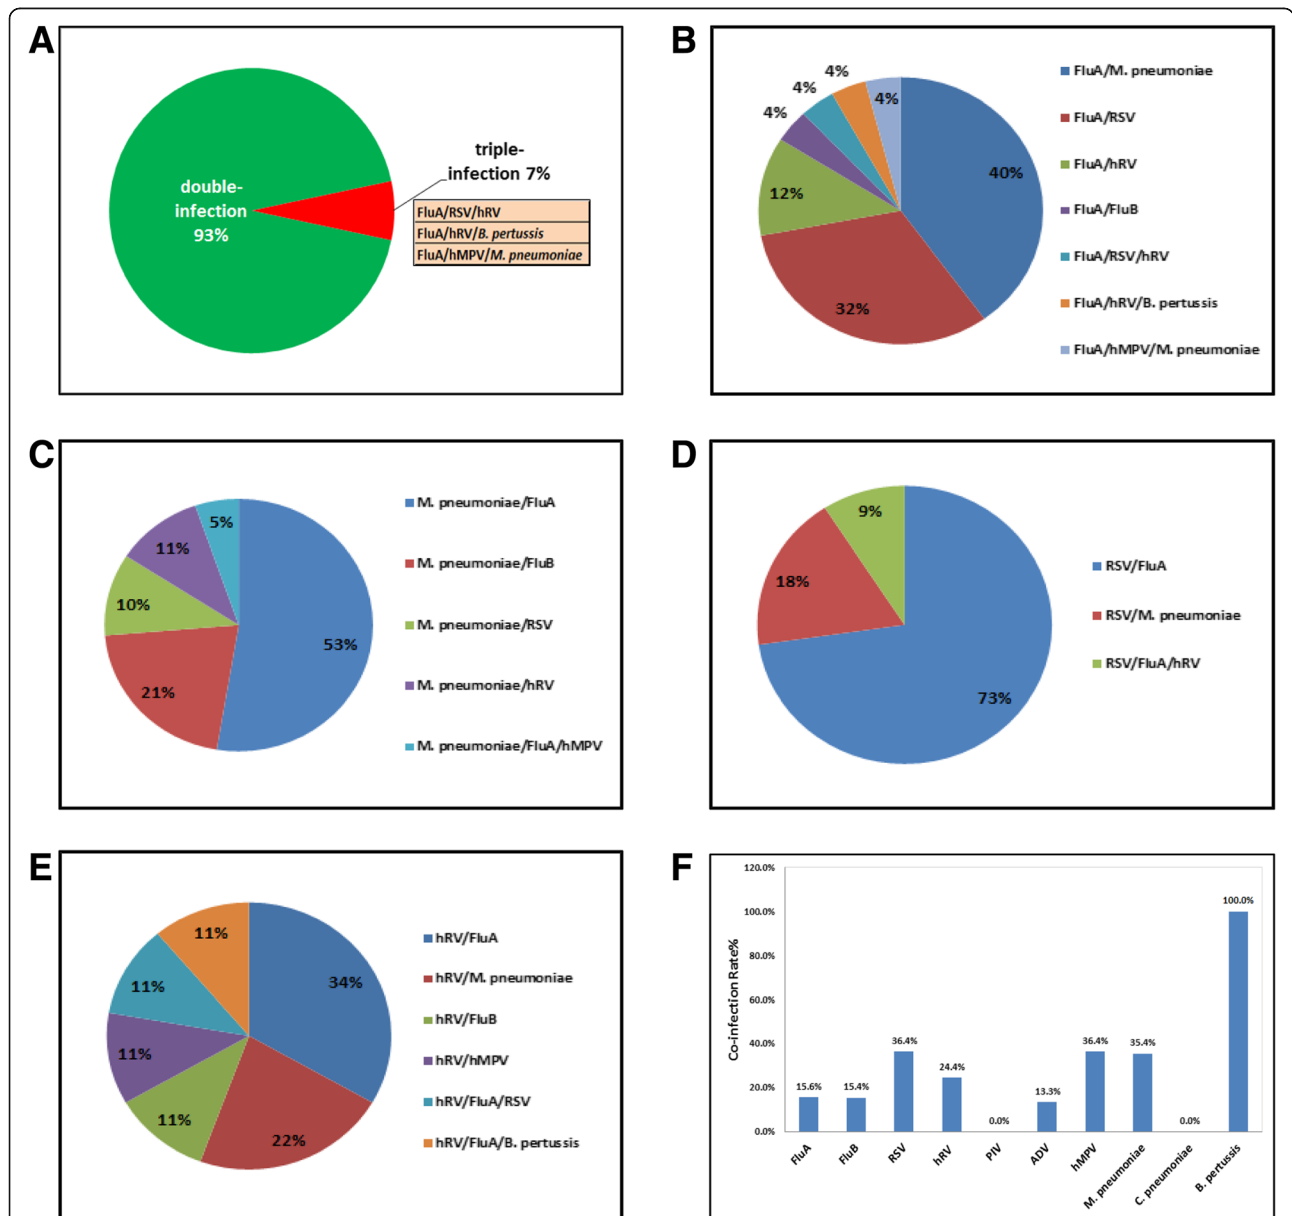 A
double-
infection
93%
triple-
infection 7%
FluA/RSV/hRV
FluA/hRV/B. pertussis
FluA/hMPV/M. pneumoniae
B
4%
4%
4%
4%
40%
12%
32%
FluA/M. pneumoniae
FluA/RSV
FluA/hRV
FluA/FluB
FluA/RSV/hRV
FluA/hRV/B. pertussis
FluA/hMPV/M. pneumoniae
C
5%
11%
10%
53%
21%
M. pneumoniae/FluA
M. pneumoniae/FluB
M. pneumoniae/RSV
M. pneumoniae/hRV
M. pneumoniae/FluA/hMPV
D
9%
18%
73%
RSV/FluA
RSV/M. pneumoniae
RSV/FluA/hRV
E
11%
34%
11%
11%
11%
22%
hRV/FluA
hRV/M. pneumoniae
hRV/FluB
hRV/hMPV
hRV/FluA/RSV
hRV/FluA/B. pertussis
F
Co-infection Rate%
120.0%
100.0%
80.0%
60.0%
40.0%
20.0%
0.0%
15.6%
15.4%
36.4%
24.4%
0.0%
13.3%
36.4%
35.4%
0.0%
100.0%
FluA
FluB
RSV
hRV
PIV
ADV
hMPV
M. pneumoniae
C. pneumoniae
B. pertussis